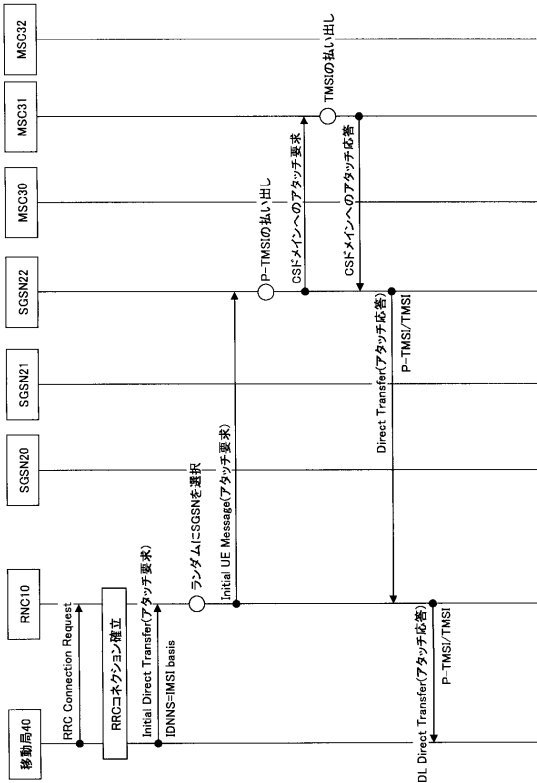 移動局40
RNC10
SGSN20
SGSN21
SGSN22
MSC30
MSC31
MSC32
RRC Connection Request
RRCコネクション確立
Initial Direct Transfer(アタッチ要求)
IDNNS=IMSI basis
ランダムにSGSNを選択
Initial UE Message(アタッチ要求)
P-TMSIの払い出し
CSドメインへのアタッチ要求
TMSIの払い出し
CSドメインへのアタッチ応答
Direct Transfer(アタッチ応答)
P-TMSI/TMSI
DL Direct Transfer(アタッチ応答)
P-TMSI/TMSI